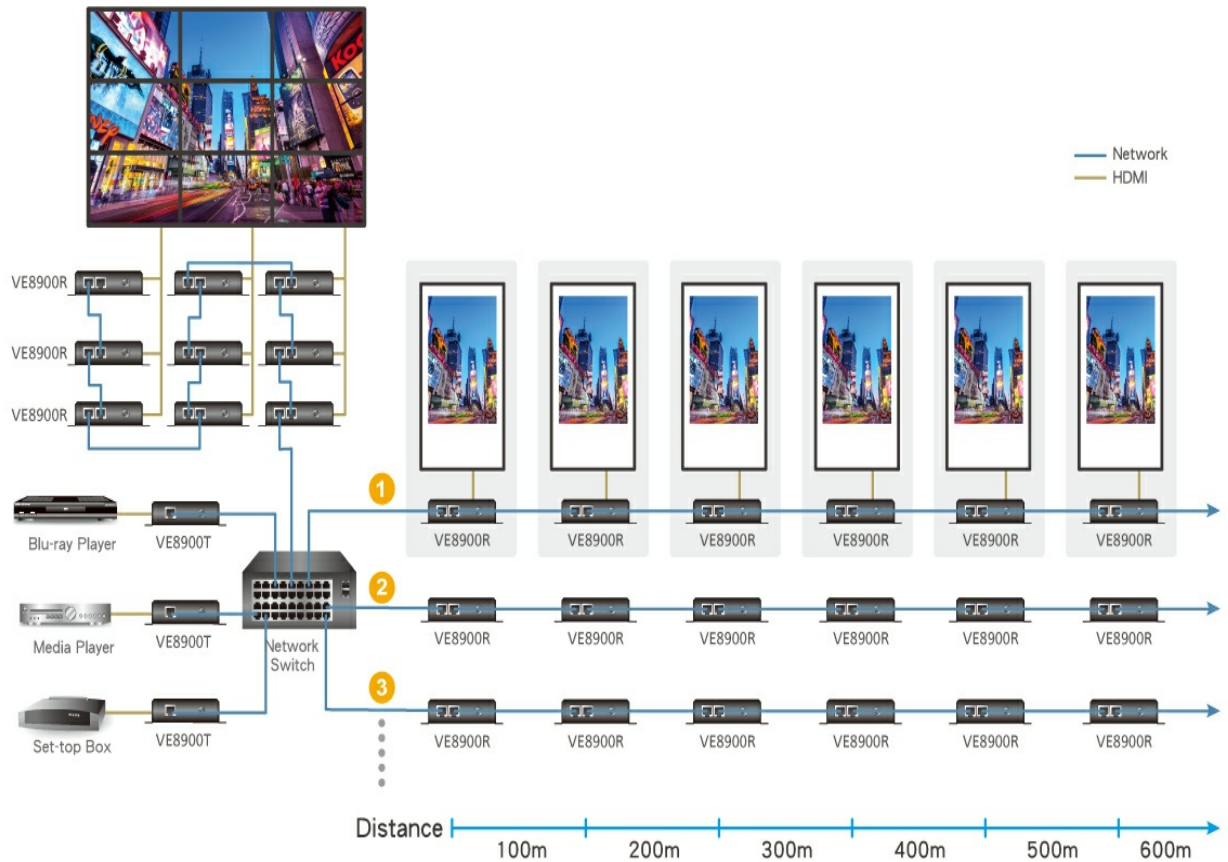 Network
HDMI
VE8900R
VE8900R
VE8900R
1
VE8900R
VE8900R
VE8900R
VE8900R
VE8900R
VE8900R
Blu-ray Player
VE8900T
2
VE8900R
VE8900R
VE8900R
VE8900R
VE8900R
VE8900R
Media Player
VE8900T
Network
Switch
3
VE8900R
VE8900R
VE8900R
VE8900R
VE8900R
VE8900R
Set-top Box
VE8900T
Distance
100m
200m
300m
400m
500m
600m